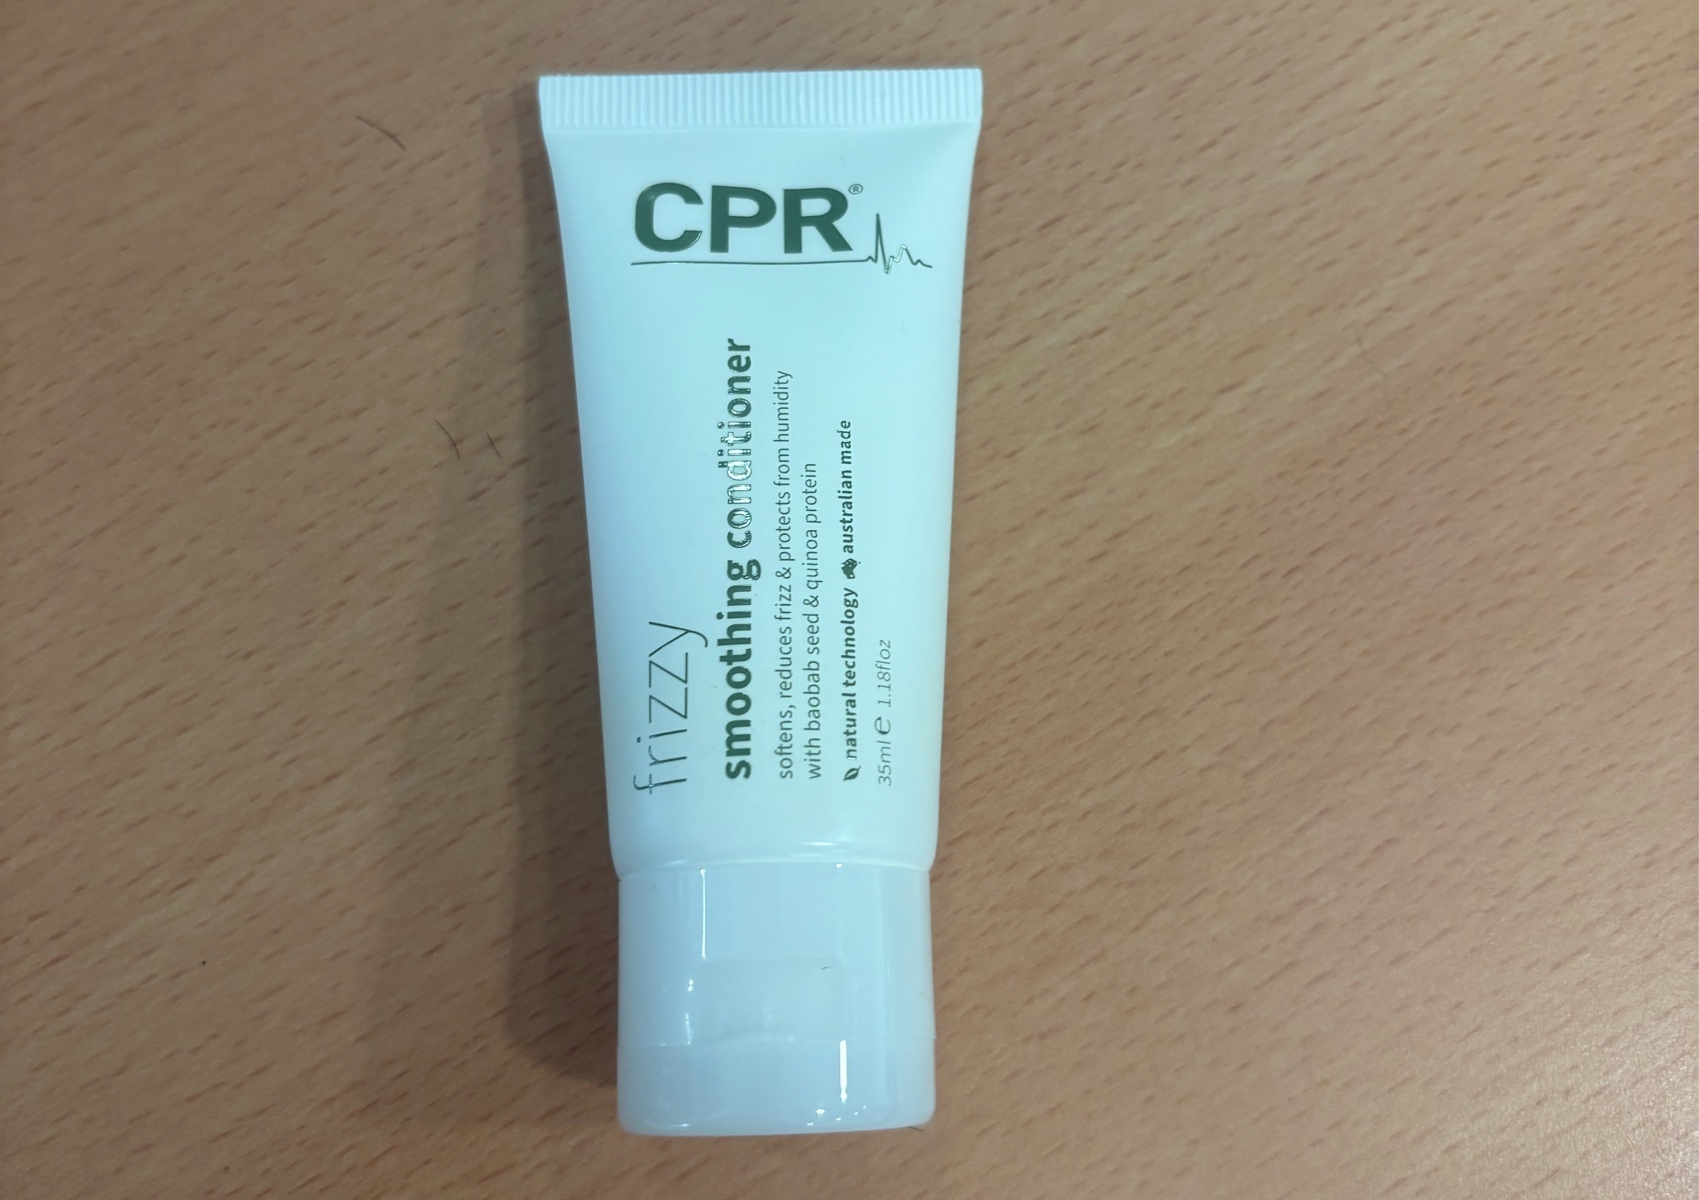 CPR®
frizzy
smoothing conditioner
softens, reduces frizz & protects from humidity
with baobab seed & quinoa protein
natural technology australian made
35ml ℮ 1.18floz